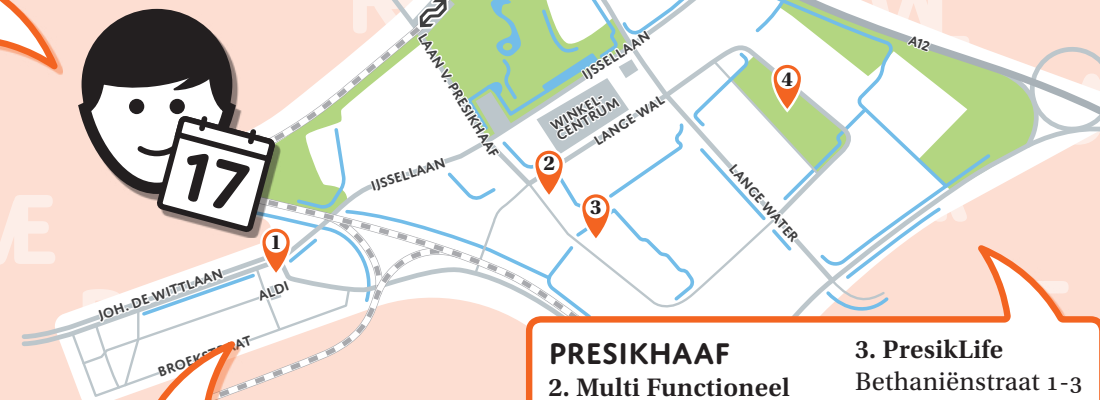 A12
IJSSELLAAN
LAAN V. PRESIKHAAF
WINKEL-
CENTRUM
LANGE WAL
4
17
IJSSELLAAN
2
LANGE WATER
3
1
JOH. DE WITTLAAN
ALDI
BROEKSTRAAT
PRESIKHAAF
2. Multi Functioneel
3. PresikLife
Bethaniënstraat 1-3